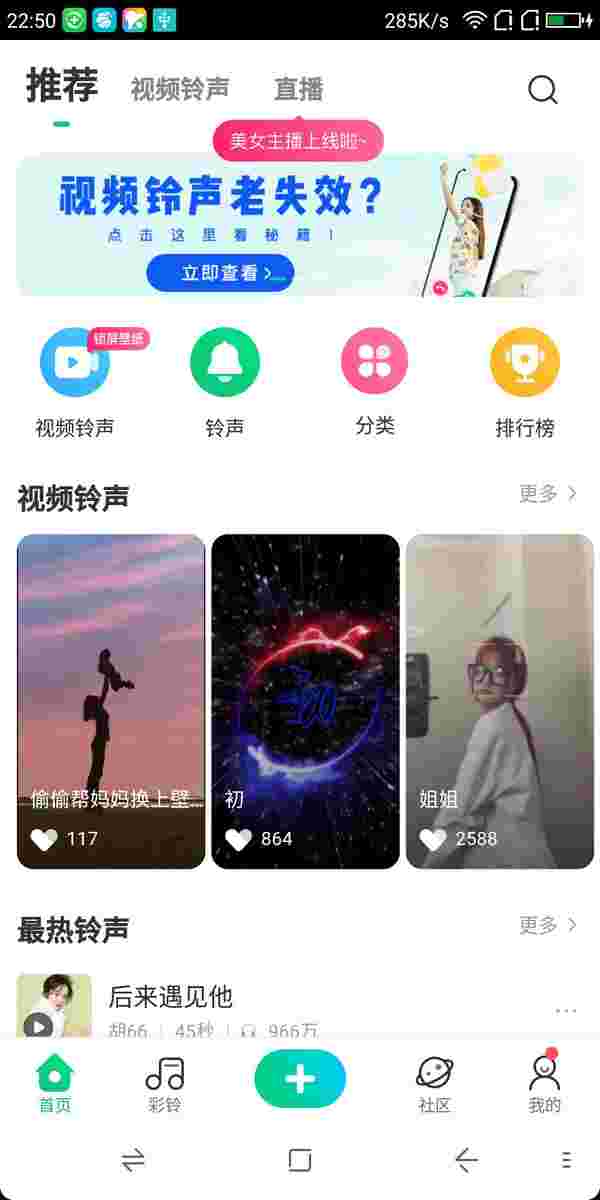 22:50
285K/s
推荐
视频铃声
直播
美女主播上线啦~
视频铃声老失效?
点击这里看秘籍!
立即查看
锁屏壁纸
视频铃声
铃声
分类
排行榜
视频铃声
更多
偷偷帮妈妈换上壁...
初
姐姐
117
864
2588
最热铃声
更多
后来遇见他
胡66
45秒
966万
首页
彩铃
社区
我的